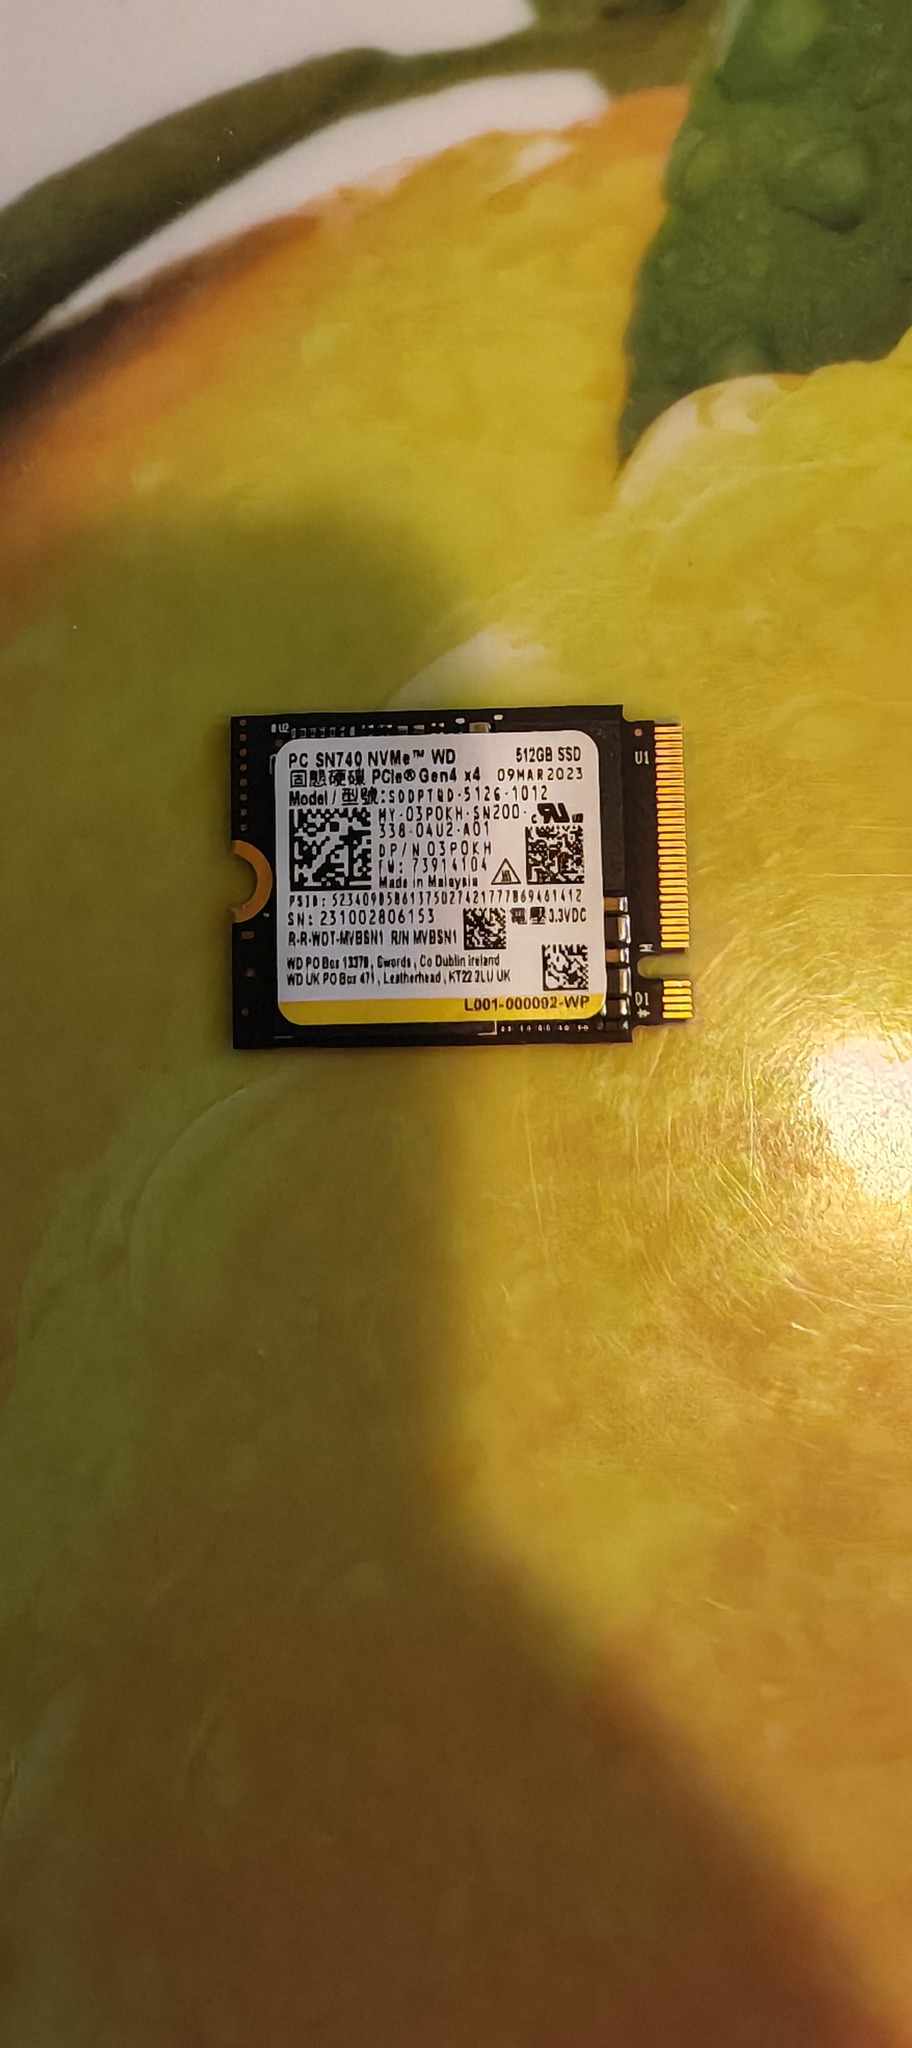 U2
PC SN740 NVMe™ WD 512GB SSD
固態硬碟 PCIe® Gen4 x4 09MAR2023
Model / 型號:SDDPTQD-512G-1012
MY-03P0KH-SN200-
338-04U2-A01
DP/N 03P0KH
FW: 73914104
Made in Malaysia
SN: 231002806153 電壓 3.3VDC
R-R-WDT-MVBSN1 R/N MVBSN1
WD PO Box 13379, Swords, Co Dublin Ireland
WD UK PO Box 471, Leatherhead, KT22 2LU UK
L001-000092-WP
U1
D1